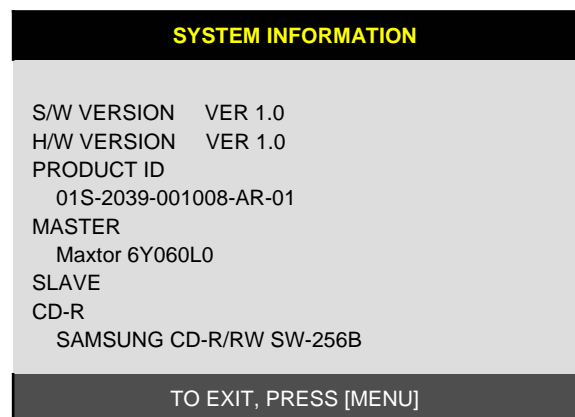 SYSTEM INFORMATION
S/W VERSION VER 1.0
H/W VERSION VER 1.0
PRODUCT ID
01S-2039-001008-AR-01
MASTER
Maxtor 6Y060L0
SLAVE
CD-R
SAMSUNG CD-R/RW SW-256B
TO EXIT, PRESS [MENU]